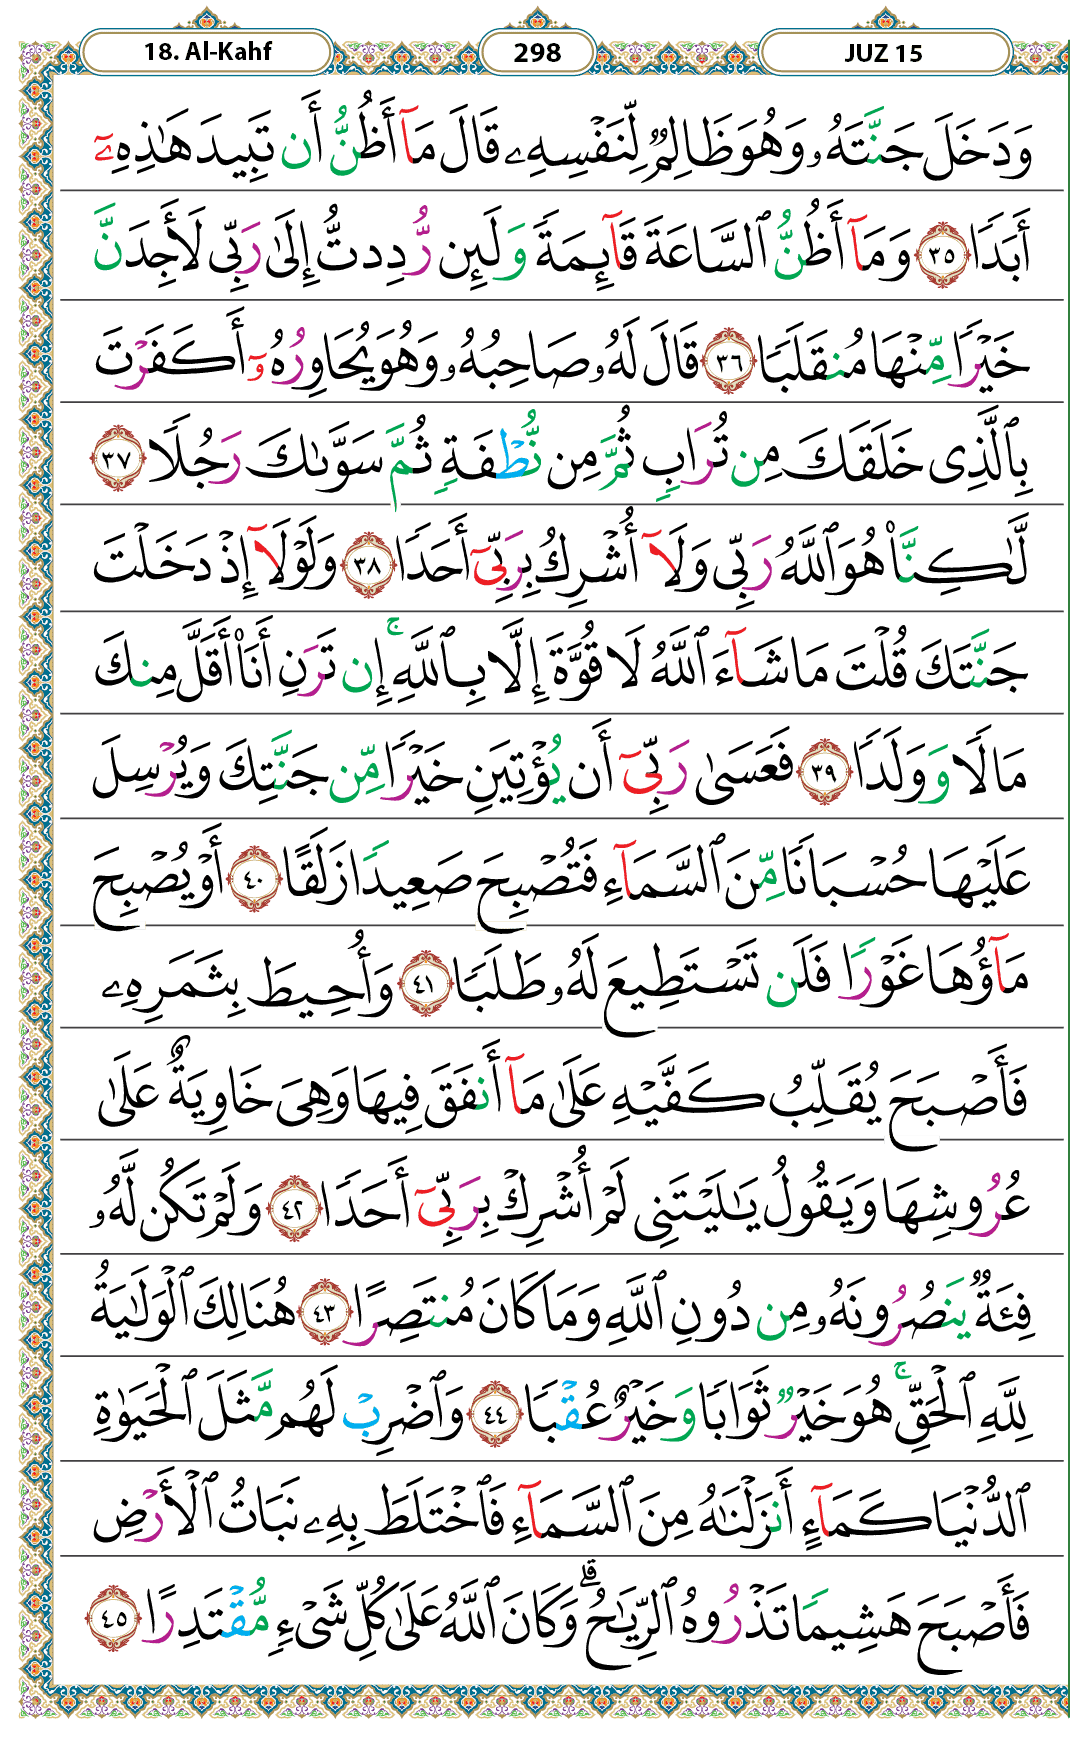 18. Al-Kahf
298
JUZ 15
وَدَخَلَ جَنَّتَهُۥ وَهُوَ ظَالِمٌ لِّنَفْسِهِۦ قَالَ مَآ أَظُنُّ أَن تَبِيدَ هَٰذِهِۦٓ
أَبَدًا ٣٥ وَمَآ أَظُنُّ ٱلسَّاعَةَ قَآئِمَةً وَلَئِن رُّدِدتُّ إِلَىٰ رَبِّى لَأَجِدَنَّ
خَيْرًا مِّنْهَا مُنقَلَبًا ٣٦ قَالَ لَهُۥ صَاحِبُهُۥ وَهُوَ يُحَاوِرُهُۥٓ أَكَفَرْتَ
بِٱلَّذِى خَلَقَكَ مِن تُرَابٍ ثُمَّ مِن نُّطْفَةٍ ثُمَّ سَوَّىٰكَ رَجُلًا ٣٧
لَّٰكِنَّا۠ هُوَ ٱللَّهُ رَبِّى وَلَآ أُشْرِكُ بِرَبِّىٓ أَحَدًا ٣٨ وَلَوْلَآ إِذْ دَخَلْتَ
جَنَّتَكَ قُلْتَ مَا شَآءَ ٱللَّهُ لَا قُوَّةَ إِلَّا بِٱللَّهِ ۚ إِن تَرَنِ أَنَا۠ أَقَلَّ مِنكَ
مَالًا وَوَلَدًا ٣٩ فَعَسَىٰ رَبِّىٓ أَن يُؤْتِيَنِ خَيْرًا مِّن جَنَّتِكَ وَيُرْسِلَ
عَلَيْهَا حُسْبَانًا مِّنَ ٱلسَّمَآءِ فَتُصْبِحَ صَعِيدًا زَلَقًا ٤٠ أَوْ يُصْبِحَ
مَآؤُهَا غَوْرًا فَلَن تَسْتَطِيعَ لَهُۥ طَلَبًا ٤١ وَأُحِيطَ بِثَمَرِهِۦ
فَأَصْبَحَ يُقَلِّبُ كَفَّيْهِ عَلَىٰ مَآ أَنفَقَ فِيهَا وَهِىَ خَاوِيَةٌ عَلَىٰ
عُرُوشِهَا وَيَقُولُ يَٰلَيْتَنِى لَمْ أُشْرِكْ بِرَبِّىٓ أَحَدًا ٤٢ وَلَمْ تَكُن لَّهُۥ
فِئَةٌ يَنصُرُونَهُۥ مِن دُونِ ٱللَّهِ وَمَا كَانَ مُنتَصِرًا ٤٣ هُنَالِكَ ٱلْوَلَٰيَةُ
لِلَّهِ ٱلْحَقِّ ۚ هُوَ خَيْرٌ ثَوَابًا وَخَيْرٌ عُقْبًا ٤٤ وَٱضْرِبْ لَهُم مَّثَلَ ٱلْحَيَوٰةِ
ٱلدُّنْيَا كَمَآءٍ أَنزَلْنَٰهُ مِنَ ٱلسَّمَآءِ فَٱخْتَلَطَ بِهِۦ نَبَاتُ ٱلْأَرْضِ
فَأَصْبَحَ هَشِيمًا تَذْرُوهُ ٱلرِّيَٰحُ ۗ وَكَانَ ٱللَّهُ عَلَىٰ كُلِّ شَىْءٍ مُّقْتَدِرًا ٤٥